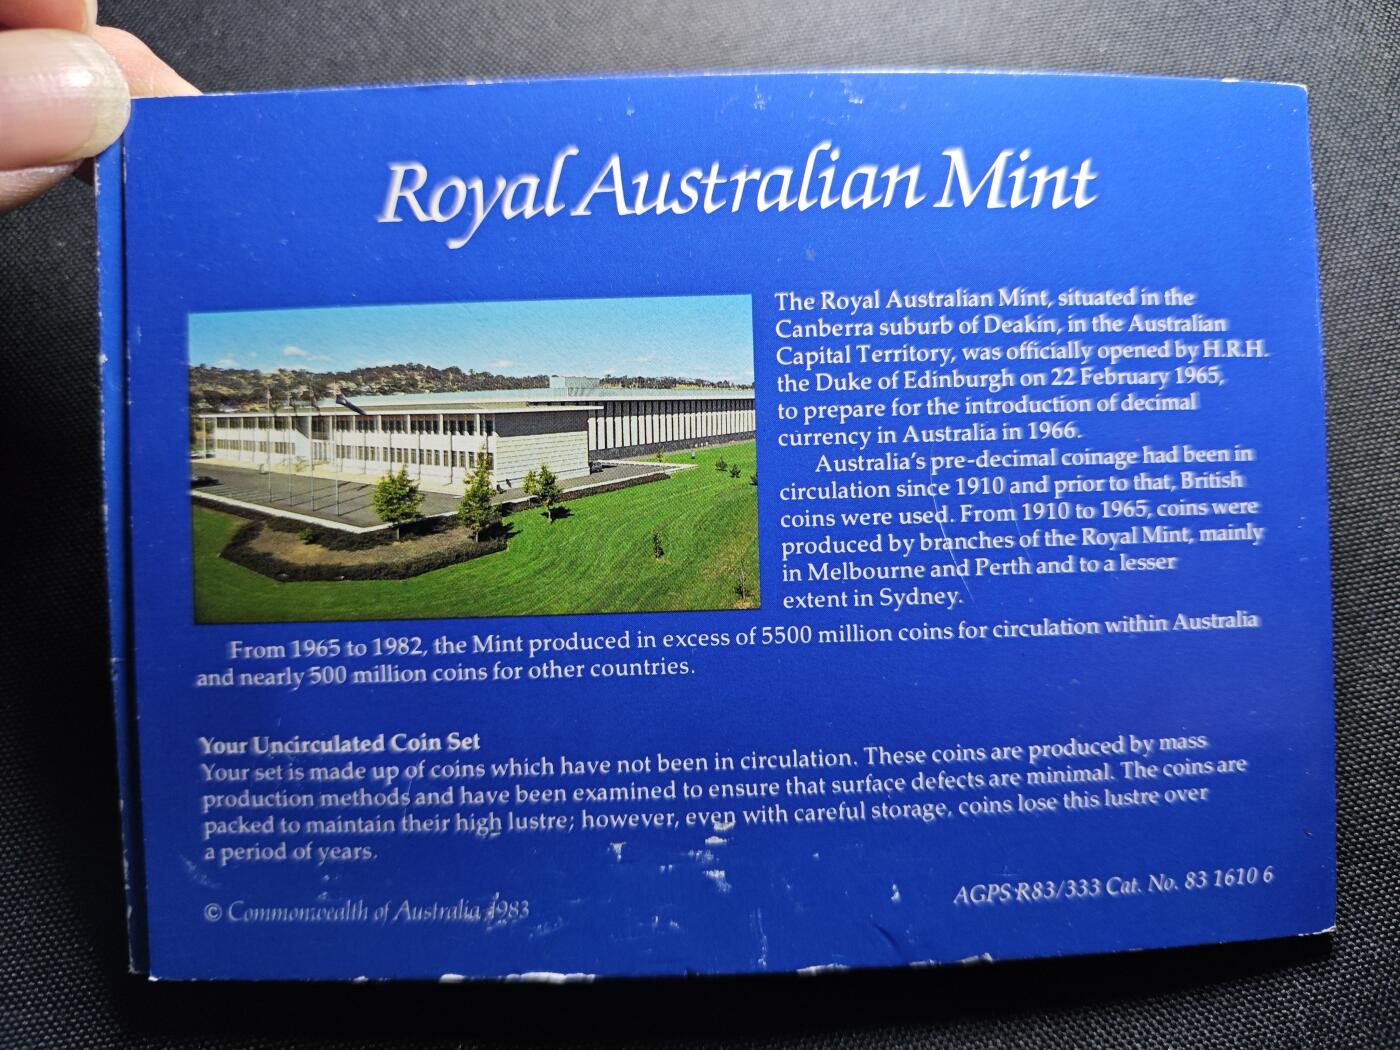 Royal Australian Mint
The Royal Australian Mint, situated in the
Canberra suburb of Deakin, in the Australian
Capital Territory, was officially opened by H.R.H.
the Duke of Edinburgh on 22 February 1965,
to prepare for the introduction of decimal
currency in Australia in 1966.
Australia's pre-decimal coinage had been in
circulation since 1910 and prior to that, British
coins were used. From 1910 to 1965, coins were
produced by branches of the Royal Mint, mainly
in Melbourne and Perth and to a lesser
extent in Sydney.
From 1965 to 1982, the Mint produced in excess of 5500 million coins for circulation within Australia
and nearly 500 million coins for other countries.
Your Uncirculated Coin Set
Your set is made up of coins which have not been in circulation. These coins are produced by mass
production methods and have been examined to ensure that surface defects are minimal. The coins are
packed to maintain their high lustre; however, even with careful storage, coins lose this lustre over
a period of years.
© Commonwealth of Australia 1983
AGPS R83/333 Cat. No. 83 1610 6